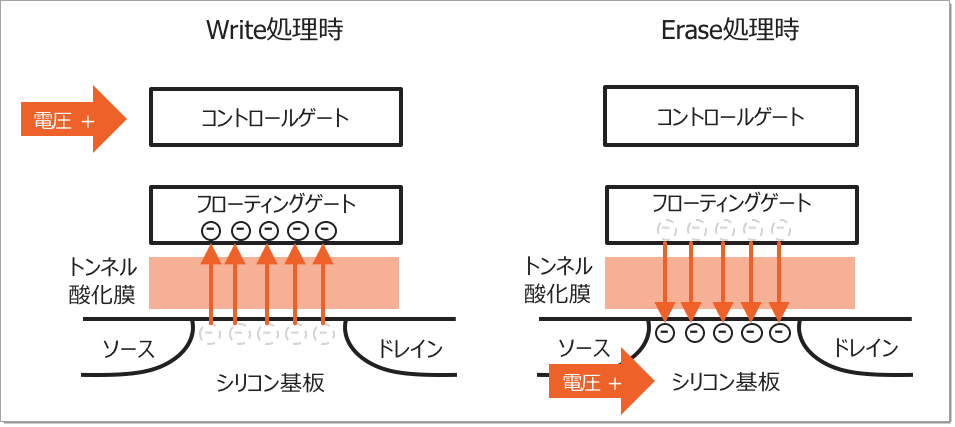 Write処理時
Erase処理時
電圧 +
コントロールゲート
コントロールゲート
フローティングゲート
- - - - -
フローティングゲート
- - - - -
トンネル
酸化膜
トンネル
酸化膜
- - - - -
- - - - -
ソース
ドレイン
ソース
ドレイン
シリコン基板
電圧 +
シリコン基板